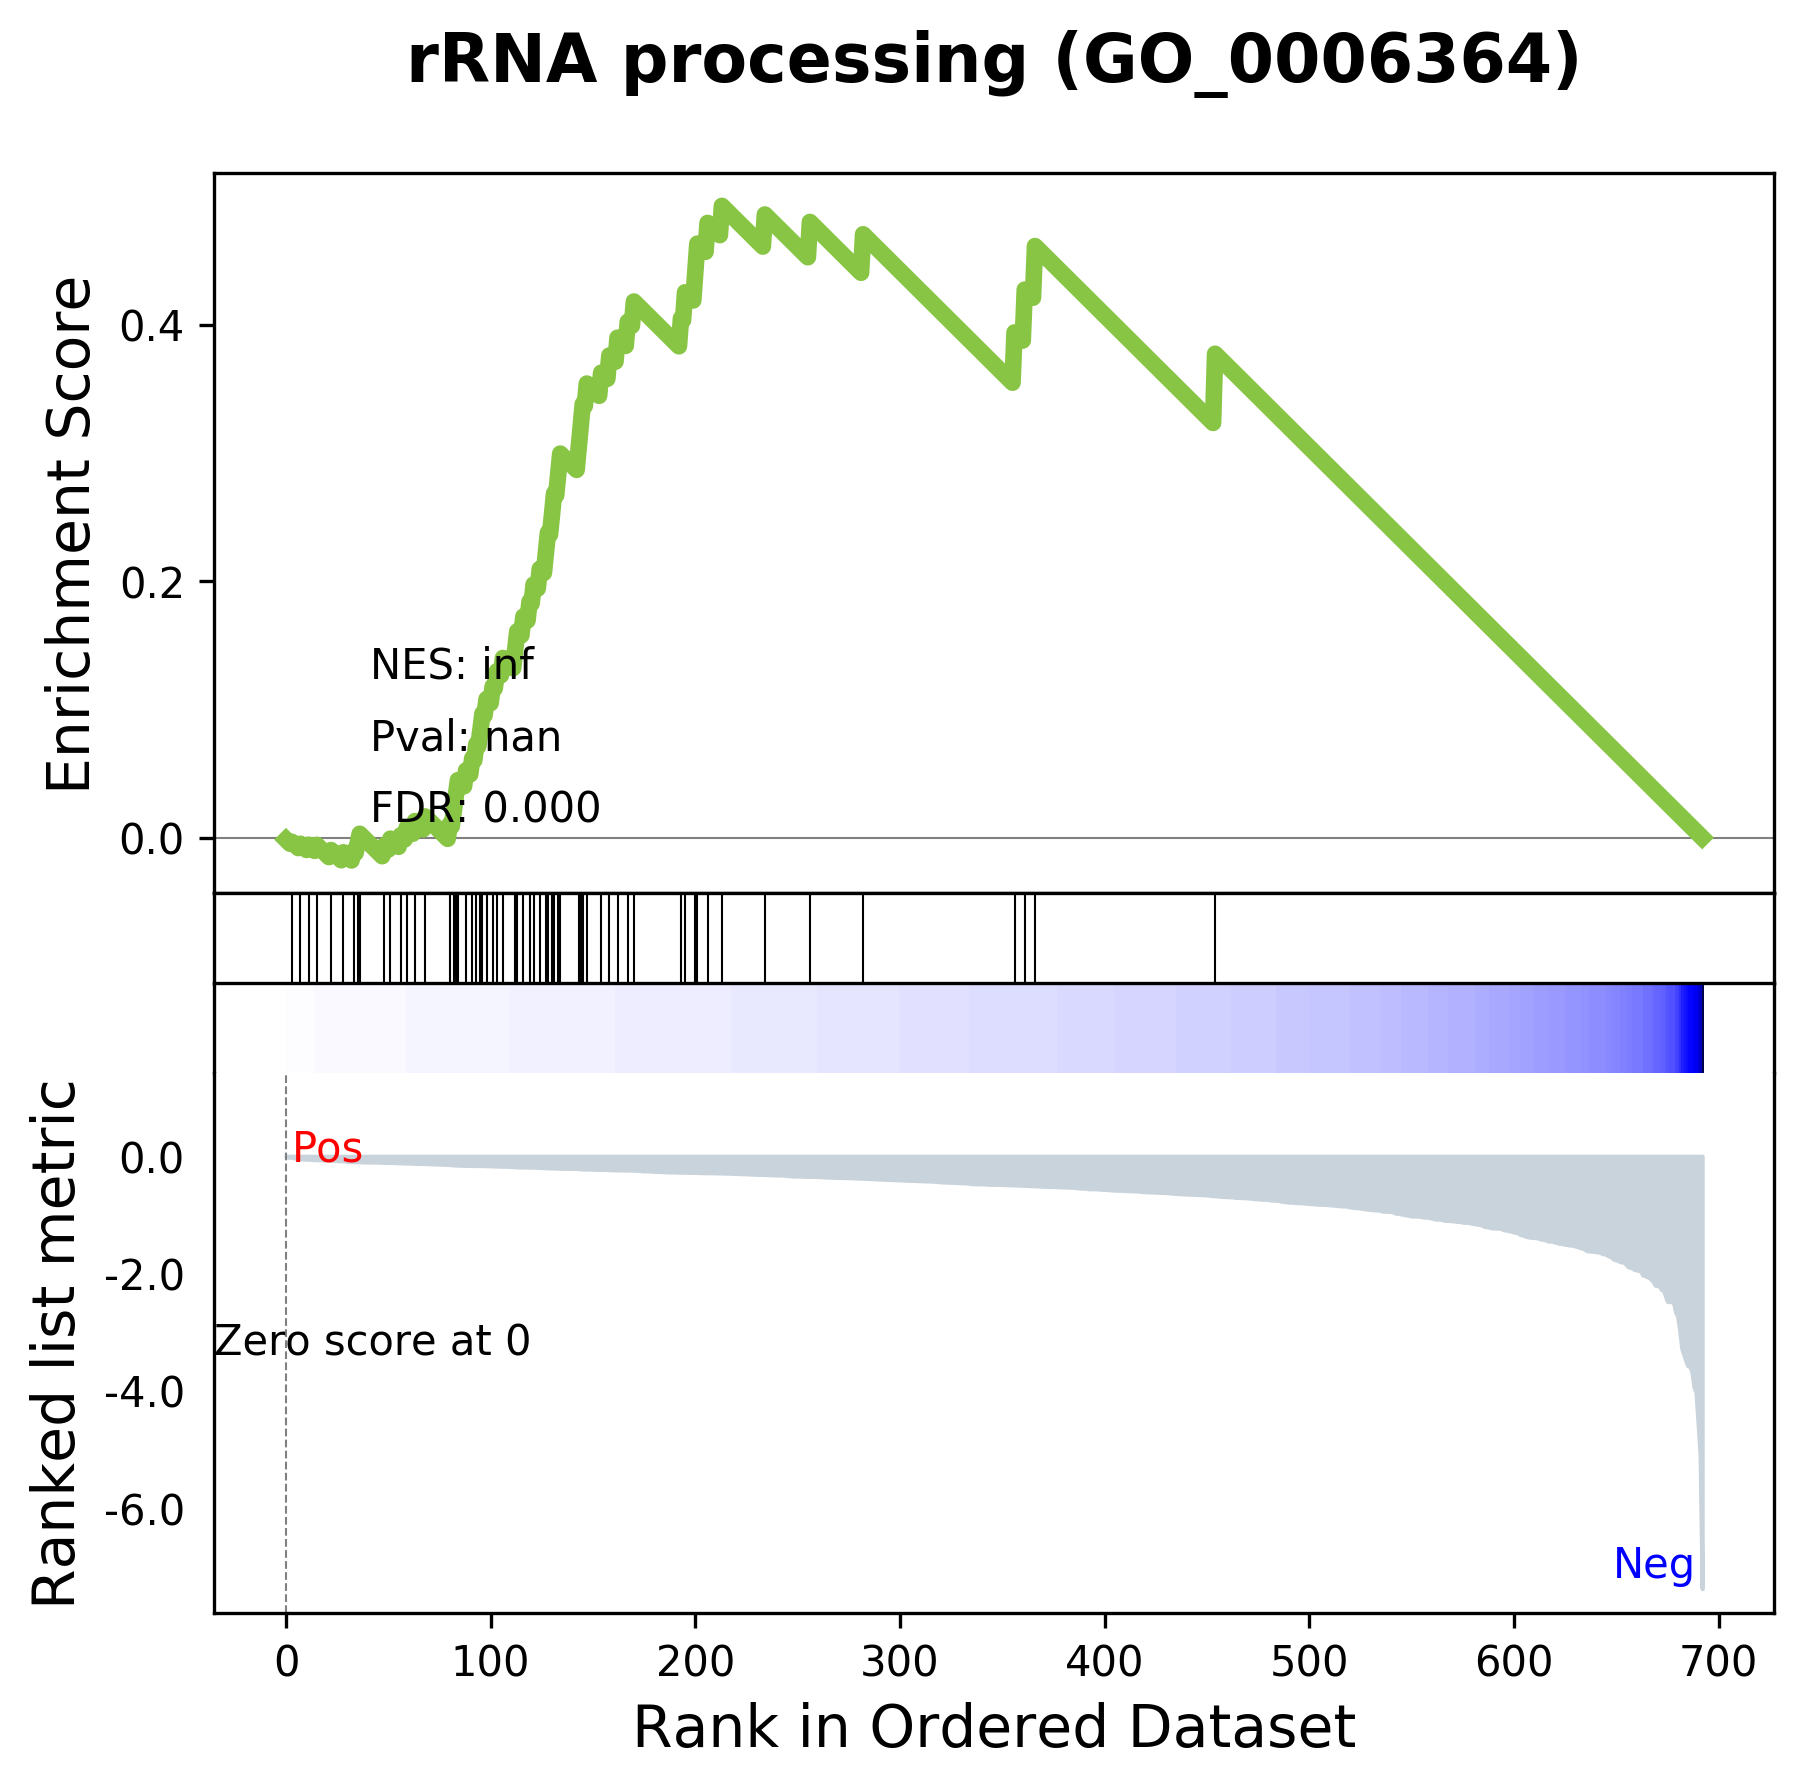 rRNA processing (GO_0006364)
Enrichment Score
0.4
0.2
0.0
NES: inf
Pval: nan
FDR: 0.000
Ranked list metric
0.0
-2.0
-4.0
-6.0
Pos
Zero score at 0
Neg
0 100 200 300 400 500 600 700
Rank in Ordered Dataset